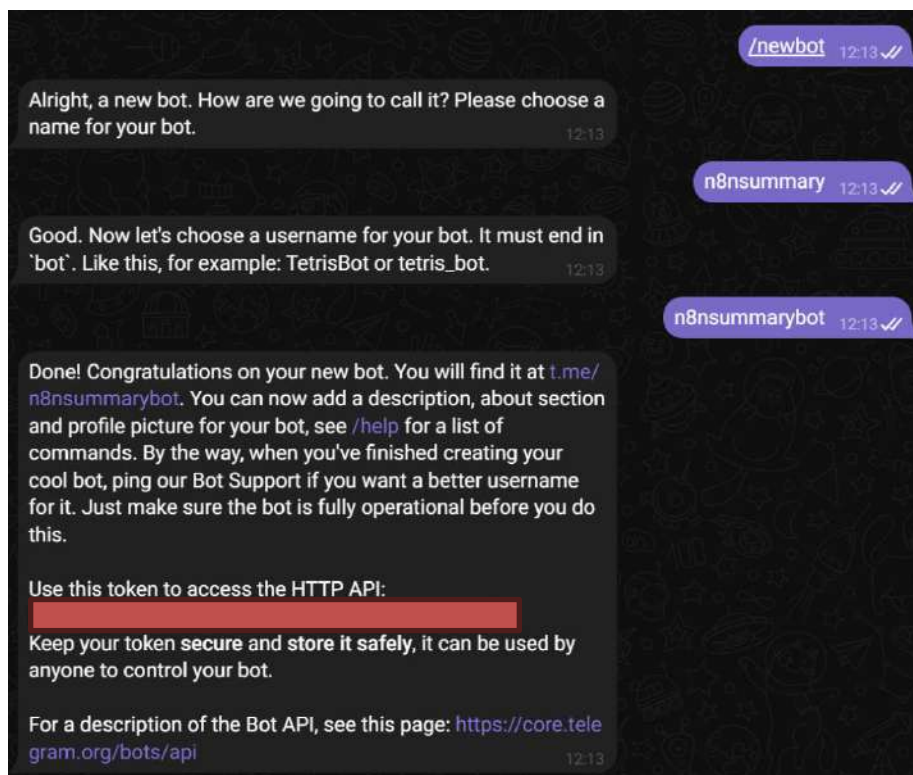 /newbot 12:13
Alright, a new bot. How are we going to call it? Please choose a
name for your bot.
12:13
n8nsummary 12:13
Good. Now let's choose a username for your bot. It must end in
`bot`. Like this, for example: TetrisBot or tetris_bot.
12:13
n8nsummarybot 12:13
Done! Congratulations on your new bot. You will find it at t.me/
n8nsummarybot. You can now add a description, about section
and profile picture for your bot, see /help for a list of
commands. By the way, when you've finished creating your
cool bot, ping our Bot Support if you want a better username
for it. Just make sure the bot is fully operational before you do
this.
Use this token to access the HTTP API:
Keep your token secure and store it safely, it can be used by
anyone to control your bot.
For a description of the Bot API, see this page: https://core.tele
gram.org/bots/api
12:13